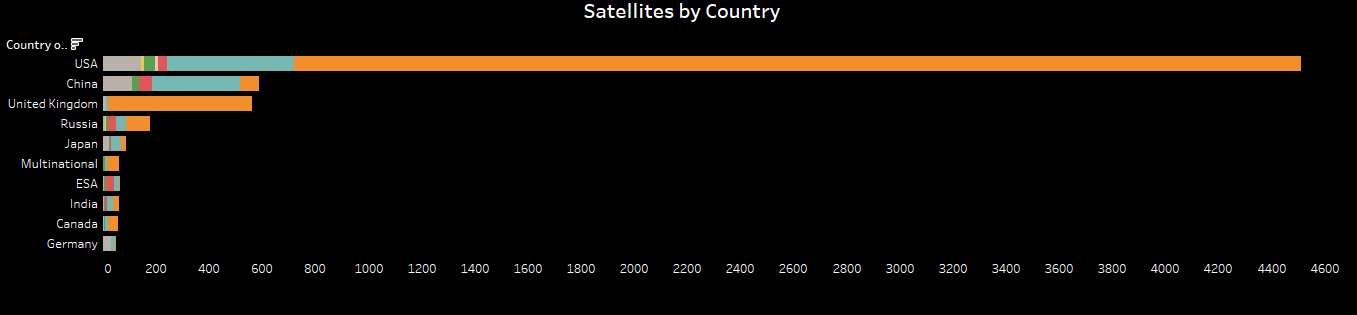 Satellites by Country
Country o..
USA
China
United Kingdom
Russia
Japan
Multinational
ESA
India
Canada
Germany
0 200 400 600 800 1000 1200 1400 1600 1800 2000 2200 2400 2600 2800 3000 3200 3400 3600 3800 4000 4200 4400 4600